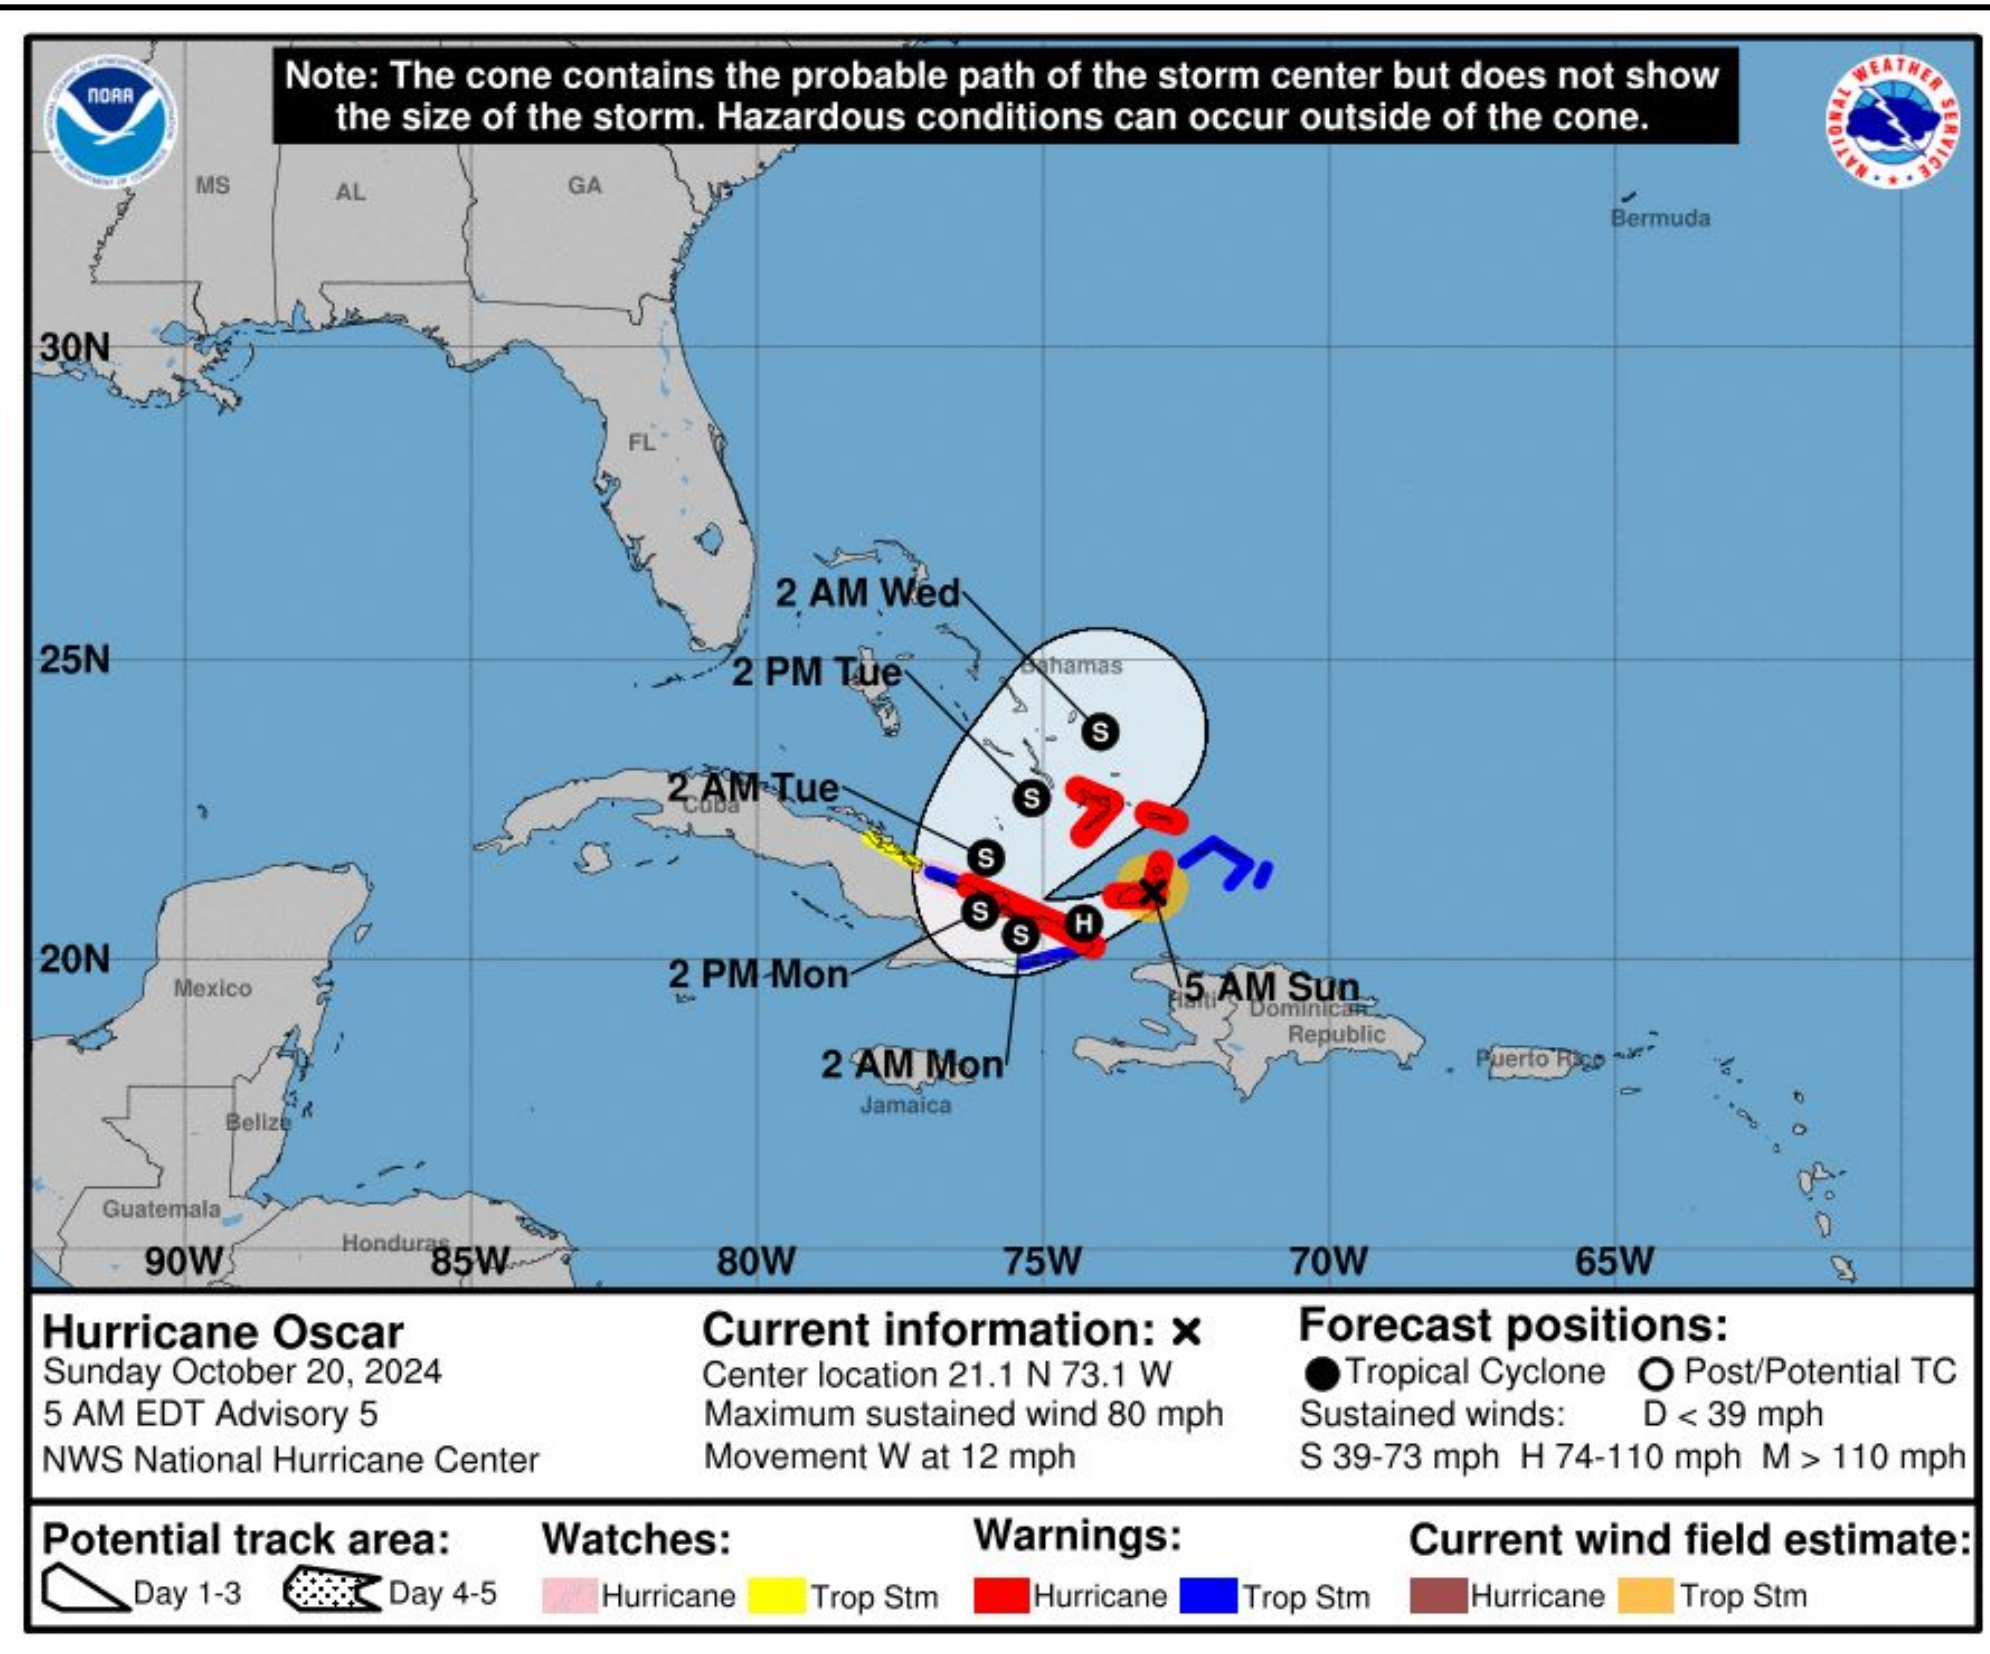 Note: The cone contains the probable path of the storm center but does not show
the size of the storm. Hazardous conditions can occur outside of the cone.
NOAA
NATIONAL WEATHER SERVICE
MS
AL
GA
Bermuda
30N
FL
2 AM Wed
25N
Bahamas
2 PM Tue
S
2 AM Tue
Cuba
S
S
S
S
H
20N
2 PM Mon
Mexico
5 AM Sun
Haiti
Dominican
Republic
Puerto Rico
2 AM Mon
Jamaica
Belize
Guatemala
Honduras
90W 85W 80W 75W 70W 65W
Hurricane Oscar
Sunday October 20, 2024
5 AM EDT Advisory 5
NWS National Hurricane Center
Current information: x
Center location 21.1 N 73.1 W
Maximum sustained wind 80 mph
Movement W at 12 mph
Forecast positions:
Tropical Cyclone Post/Potential TC
Sustained winds: D < 39 mph
S 39-73 mph H 74-110 mph M > 110 mph
Potential track area:
Day 1-3 Day 4-5
Watches:
Hurricane Trop Stm
Warnings:
Hurricane Trop Stm
Current wind field estimate:
Hurricane Trop Stm